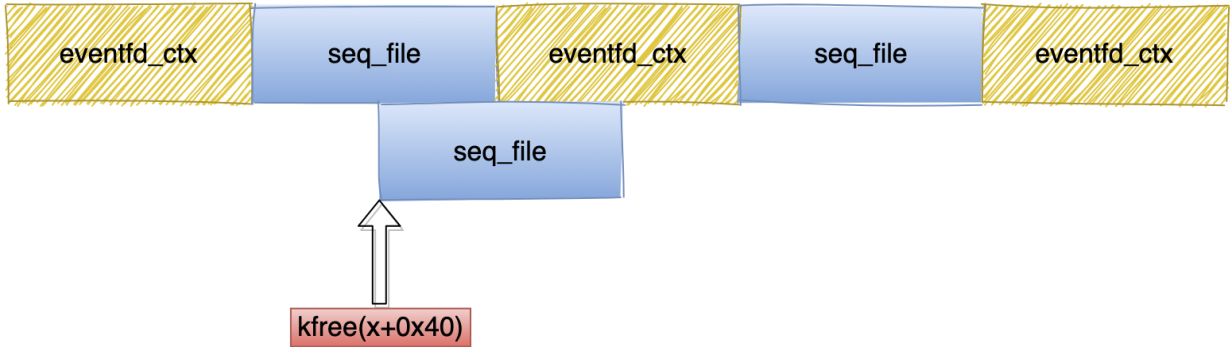 eventfd_ctx seq_file eventfd_ctx seq_file eventfd_ctx
seq_file
kfree(x+0x40)